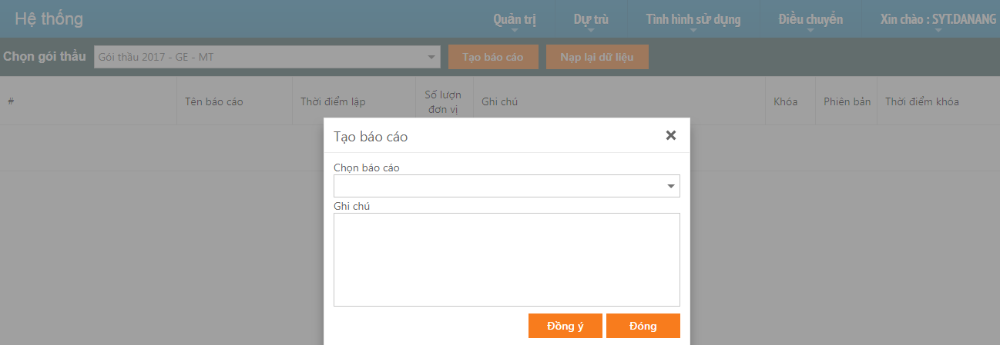 Hệ thống
Quản trị
Dự trù
Tình hình sử dụng
Điều chuyển
Xin chào : SYT.DANANG
Chọn gói thầu
Gói thầu 2017 - GE - MT
Tạo báo cáo
Nạp lại dữ liệu
#
Tên báo cáo
Thời điểm lập
Số lượn
đơn vị
Ghi chú
Khóa
Phiên bản
Thời điểm khóa
Tạo báo cáo
Chọn báo cáo
Ghi chú
Đồng ý
Đóng